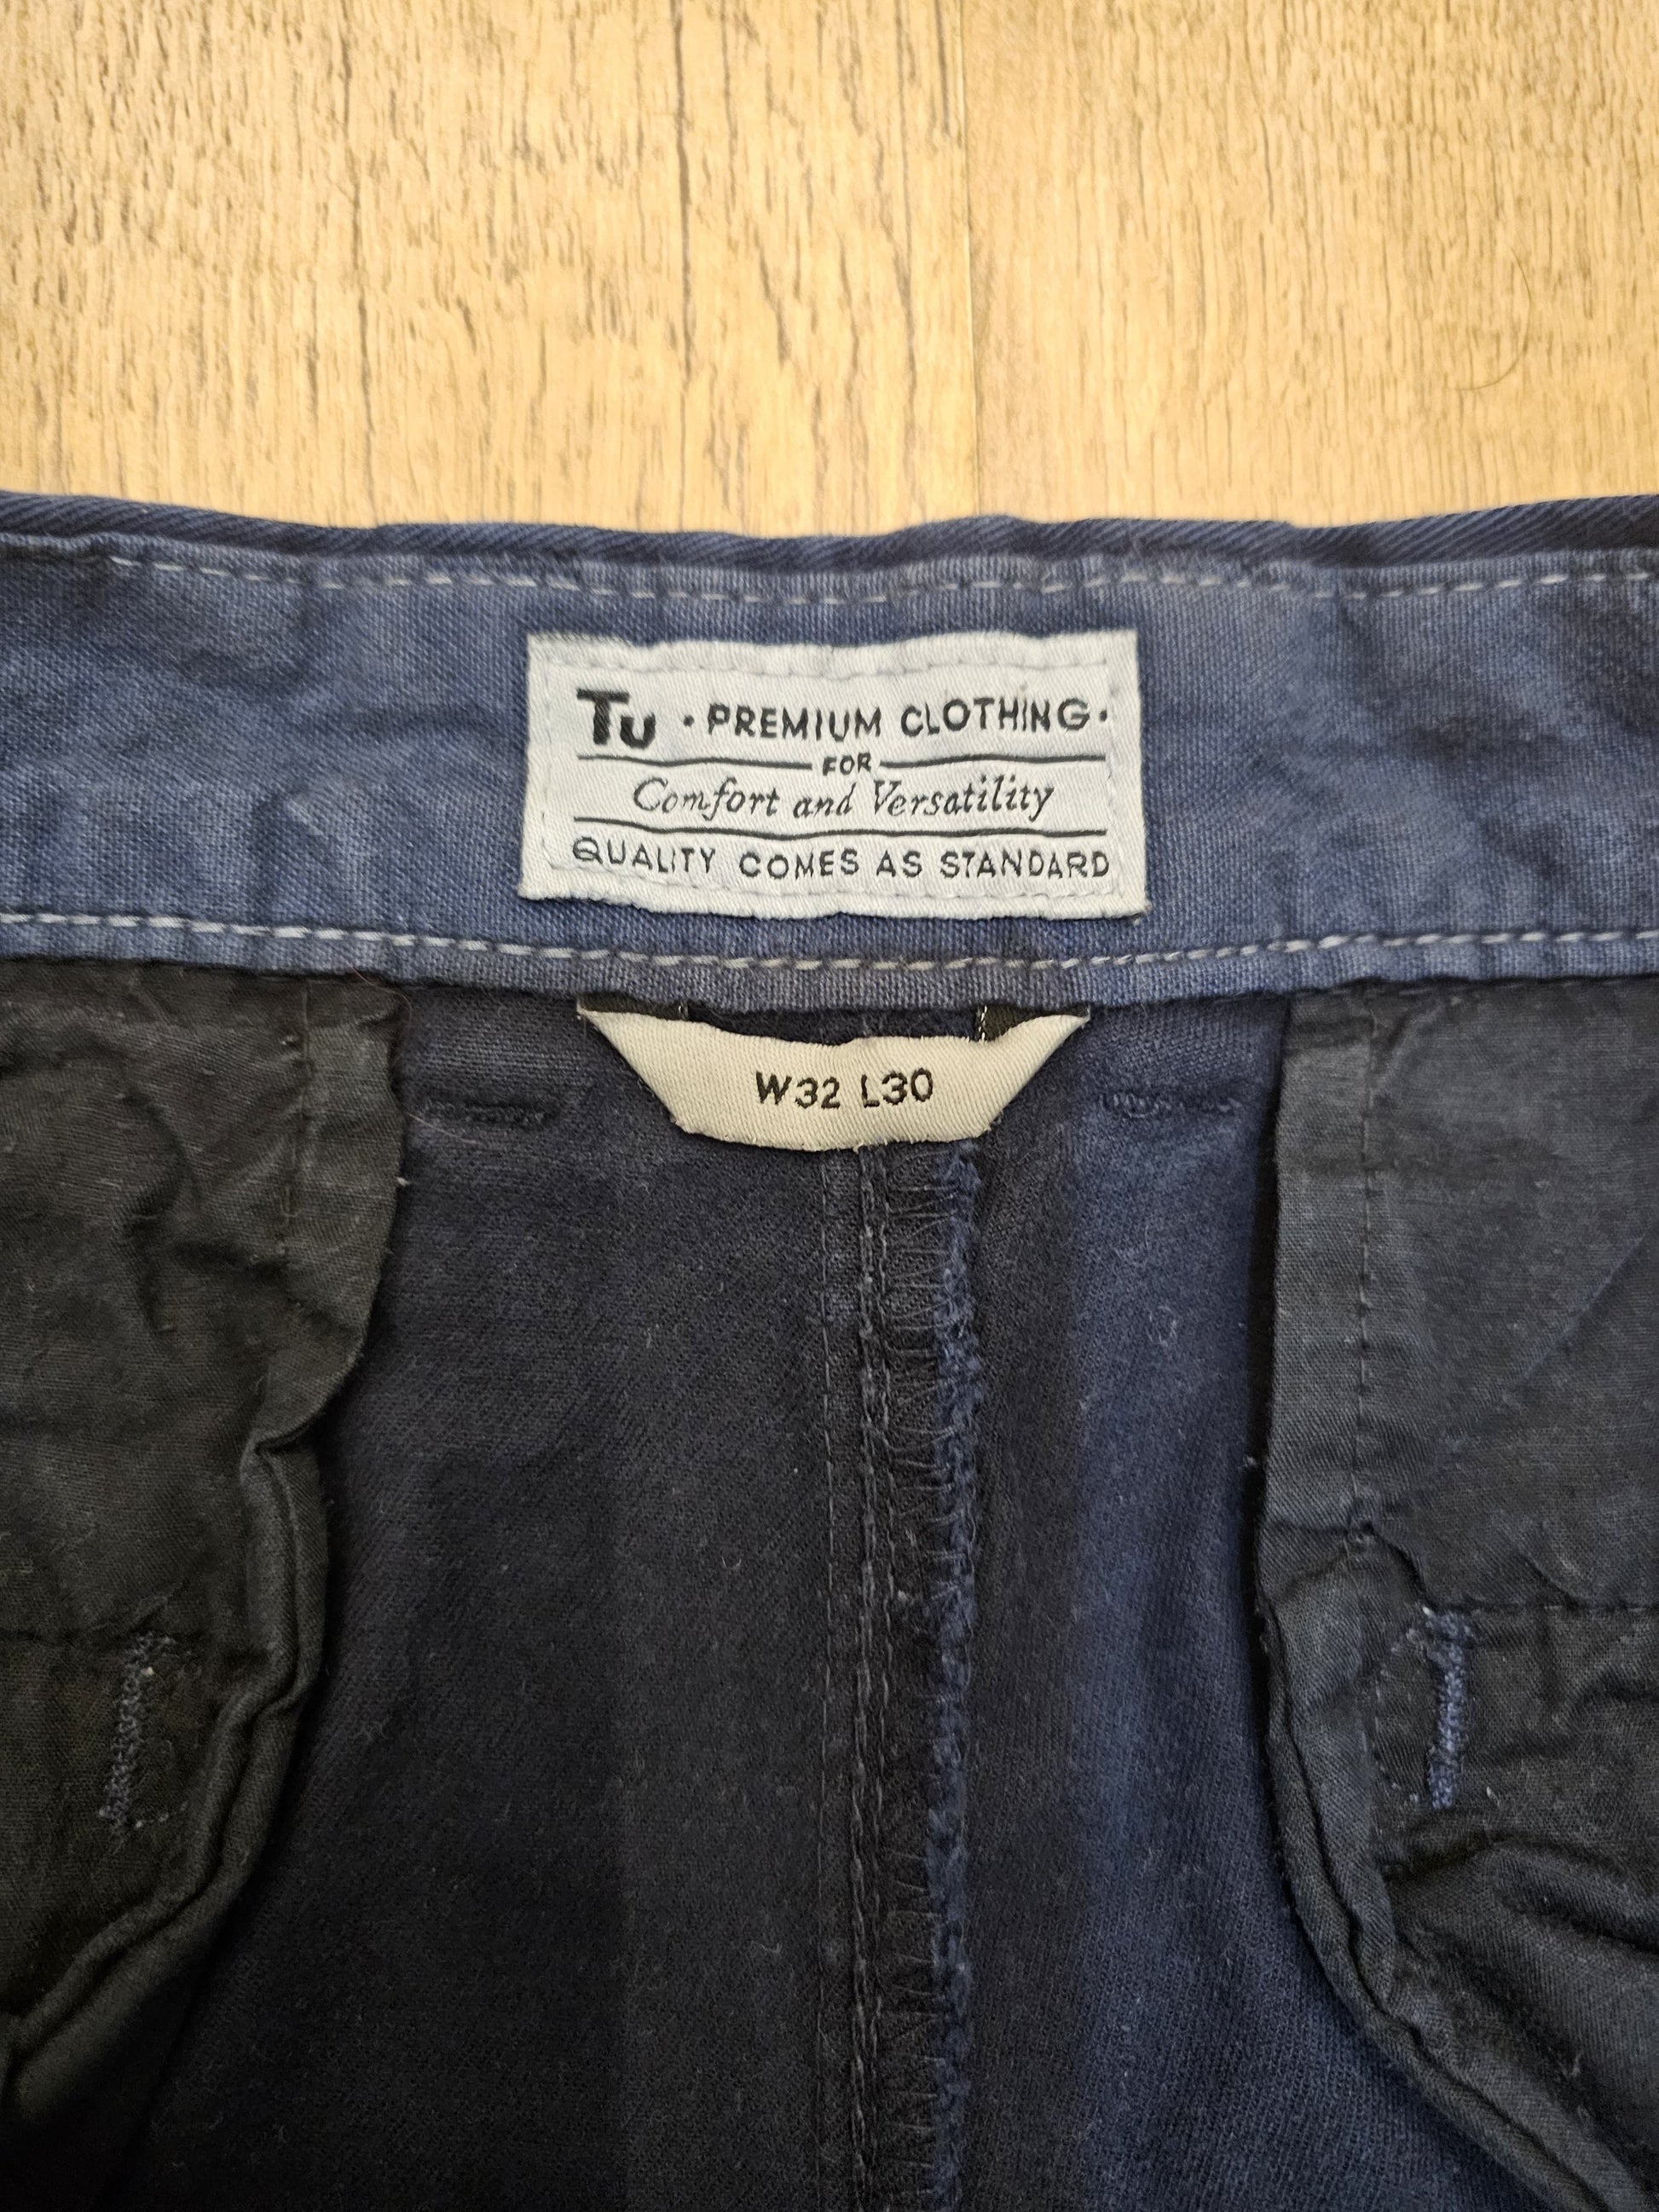 Tu · PREMIUM CLOTHING ·
FOR
Comfort and Versatility
QUALITY COMES AS STANDARD
W32 L30